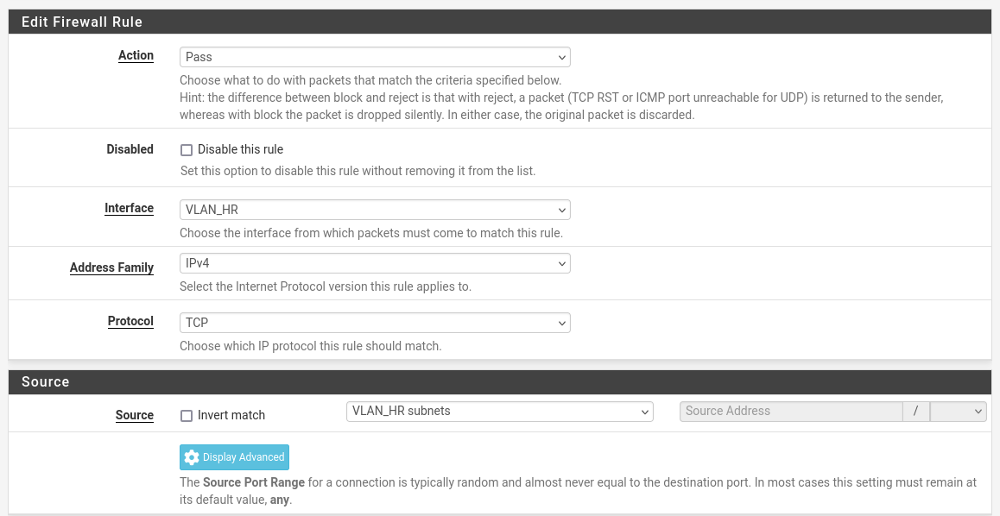 Edit Firewall Rule
Action
Pass
Choose what to do with packets that match the criteria specified below.
Hint: the difference between block and reject is that with reject, a packet (TCP RST or ICMP port unreachable for UDP) is returned to the sender,
whereas with block the packet is dropped silently. In either case, the original packet is discarded.
Disabled
Disable this rule
Set this option to disable this rule without removing it from the list.
Interface
VLAN_HR
Choose the interface from which packets must come to match this rule.
Address Family
IPv4
Select the Internet Protocol version this rule applies to.
Protocol
TCP
Choose which IP protocol this rule should match.
Source
Source
Invert match
VLAN_HR subnets
Source Address
/
Display Advanced
The Source Port Range for a connection is typically random and almost never equal to the destination port. In most cases this setting must remain at
its default value, any.